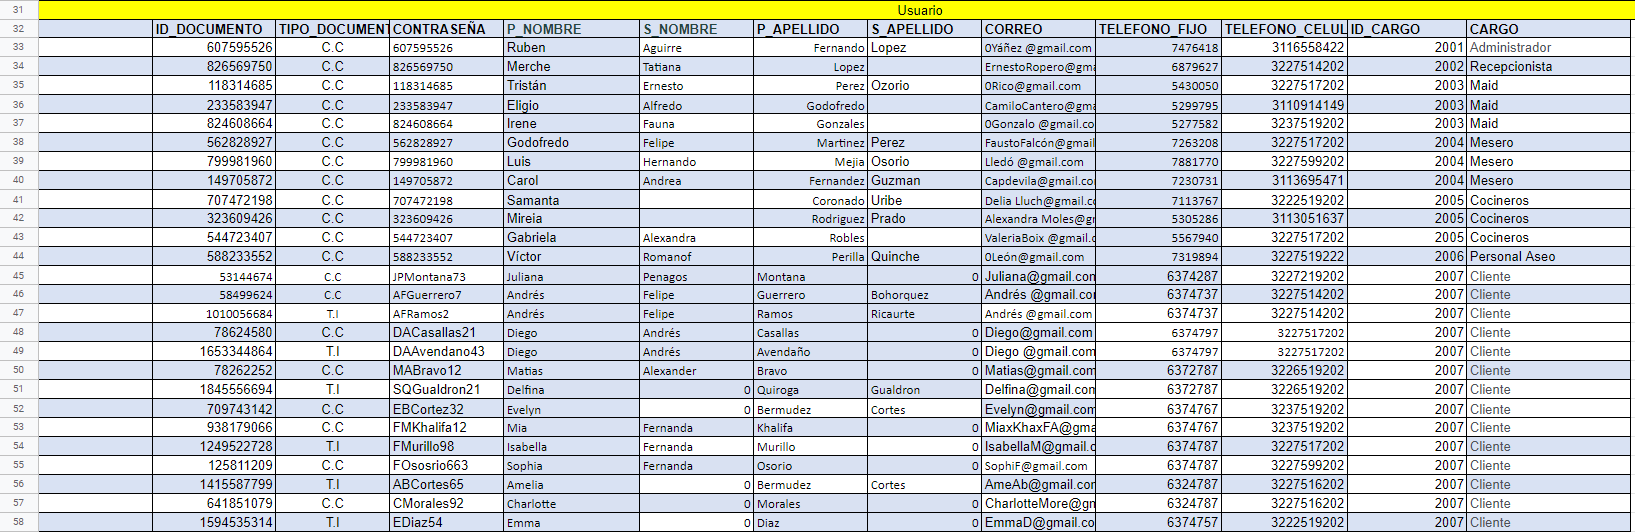 31 Usuario
32 ID_DOCUMENTO TIPO_DOCUMENT CONTRASEÑA P_NOMBRE S_NOMBRE P_APELLIDO S_APELLIDO CORREO TELEFONO_FIJO TELEFONO_CELUL ID_CARGO CARGO
33 607595526 C.C 607595526 Ruben Aguirre Fernando Lopez 0Yáñez @gmail.com 7476418 3116558422 2001 Administrador
34 826569750 C.C 826569750 Merche Tatiana Lopez ErnestoRopero@gma 6879627 3227514202 2002 Recepcionista
35 118314685 C.C 118314685 Tristán Ernesto Perez Ozorio 0Rico@gmail.com 5430050 3227517202 2003 Maid
36 233583947 C.C 233583947 Eligio Alfredo Godofredo CamiloCantero@gma 5299795 3110914149 2003 Maid
37 824608664 C.C 824608664 Irene Fauna Gonzales 0Gonzalo @gmail.co 5277582 3237519202 2003 Maid
38 562828927 C.C 562828927 Godofredo Felipe Martinez Perez FaustoFalcón@gmail 7263208 3227517202 2004 Mesero
39 799981960 C.C 799981960 Luis Hernando Mejia Osorio Lledó @gmail.com 7881770 3227599202 2004 Mesero
40 149705872 C.C 149705872 Carol Andrea Fernandez Guzman Capdevila@gmail.co 7230731 3113695471 2004 Mesero
41 707472198 C.C 707472198 Samanta Coronado Uribe Delia Lluch@gmail.c 7113767 3222519202 2005 Cocineros
42 323609426 C.C 323609426 Mireia Rodriguez Prado Alexandra Moles@gr 5305286 3113051637 2005 Cocineros
43 544723407 C.C 544723407 Gabriela Alexandra Robles ValeriaBoix @gmail.c 5567940 3227517202 2005 Cocineros
44 588233552 C.C 588233552 Víctor Romanof Perilla Quinche 0León@gmail.com 7319894 3227519222 2006 Personal Aseo
45 53144674 C.C JPMontana73 Juliana Penagos Montana 0 Juliana@gmail.con 6374287 3227219202 2007 Cliente
46 58499624 C.C AFGuerrero7 Andrés Felipe Guerrero Bohorquez Andrés @gmail.co 6374737 3227514202 2007 Cliente
47 1010056684 T.I AFRamos2 Andrés Felipe Ramos Ricaurte Andrés @gmail.com 6374737 3227514202 2007 Cliente
48 78624580 C.C DACasallas21 Diego Andrés Casallas 0 Diego@gmail.com 6374797 3227517202 2007 Cliente
49 1653344864 T.I DAAvendano43 Diego Andrés Avendaño 0 Diego @gmail.com 6374797 3227517202 2007 Cliente
50 78262252 C.C MABravo12 Matias Alexander Bravo 0 Matias@gmail.com 6372787 3226519202 2007 Cliente
51 1845556694 T.I SQGualdron21 Delfina 0 Quiroga Gualdron Delfina@gmail.com 6372787 3226519202 2007 Cliente
52 709743142 C.C EBCortez32 Evelyn 0 Bermudez Cortes Evelyn@gmail.com 6374767 3237519202 2007 Cliente
53 938179066 C.C FMKhalifa12 Mia Fernanda Khalifa 0 MiaxKhaxFA@gma 6374767 3237519202 2007 Cliente
54 1249522728 T.I FMurillo98 Isabella Fernanda Murillo 0 IsabellaM@gmail.c 6374787 3227517202 2007 Cliente
55 125811209 C.C FOsosrio663 Sophia Fernanda Osorio 0 SophiF@gmail.com 6374787 3227599202 2007 Cliente
56 1415587799 T.I ABCortes65 Amelia 0 Bermudez Cortes AmeAb@gmail.com 6324787 3227516202 2007 Cliente
57 641851079 C.C CMorales92 Charlotte 0 Morales 0 CharlotteMore@gn 6324787 3227516202 2007 Cliente
58 1594535314 T.I EDiaz54 Emma 0 Diaz 0 EmmaD@gmail.co 6374757 3222519202 2007 Cliente